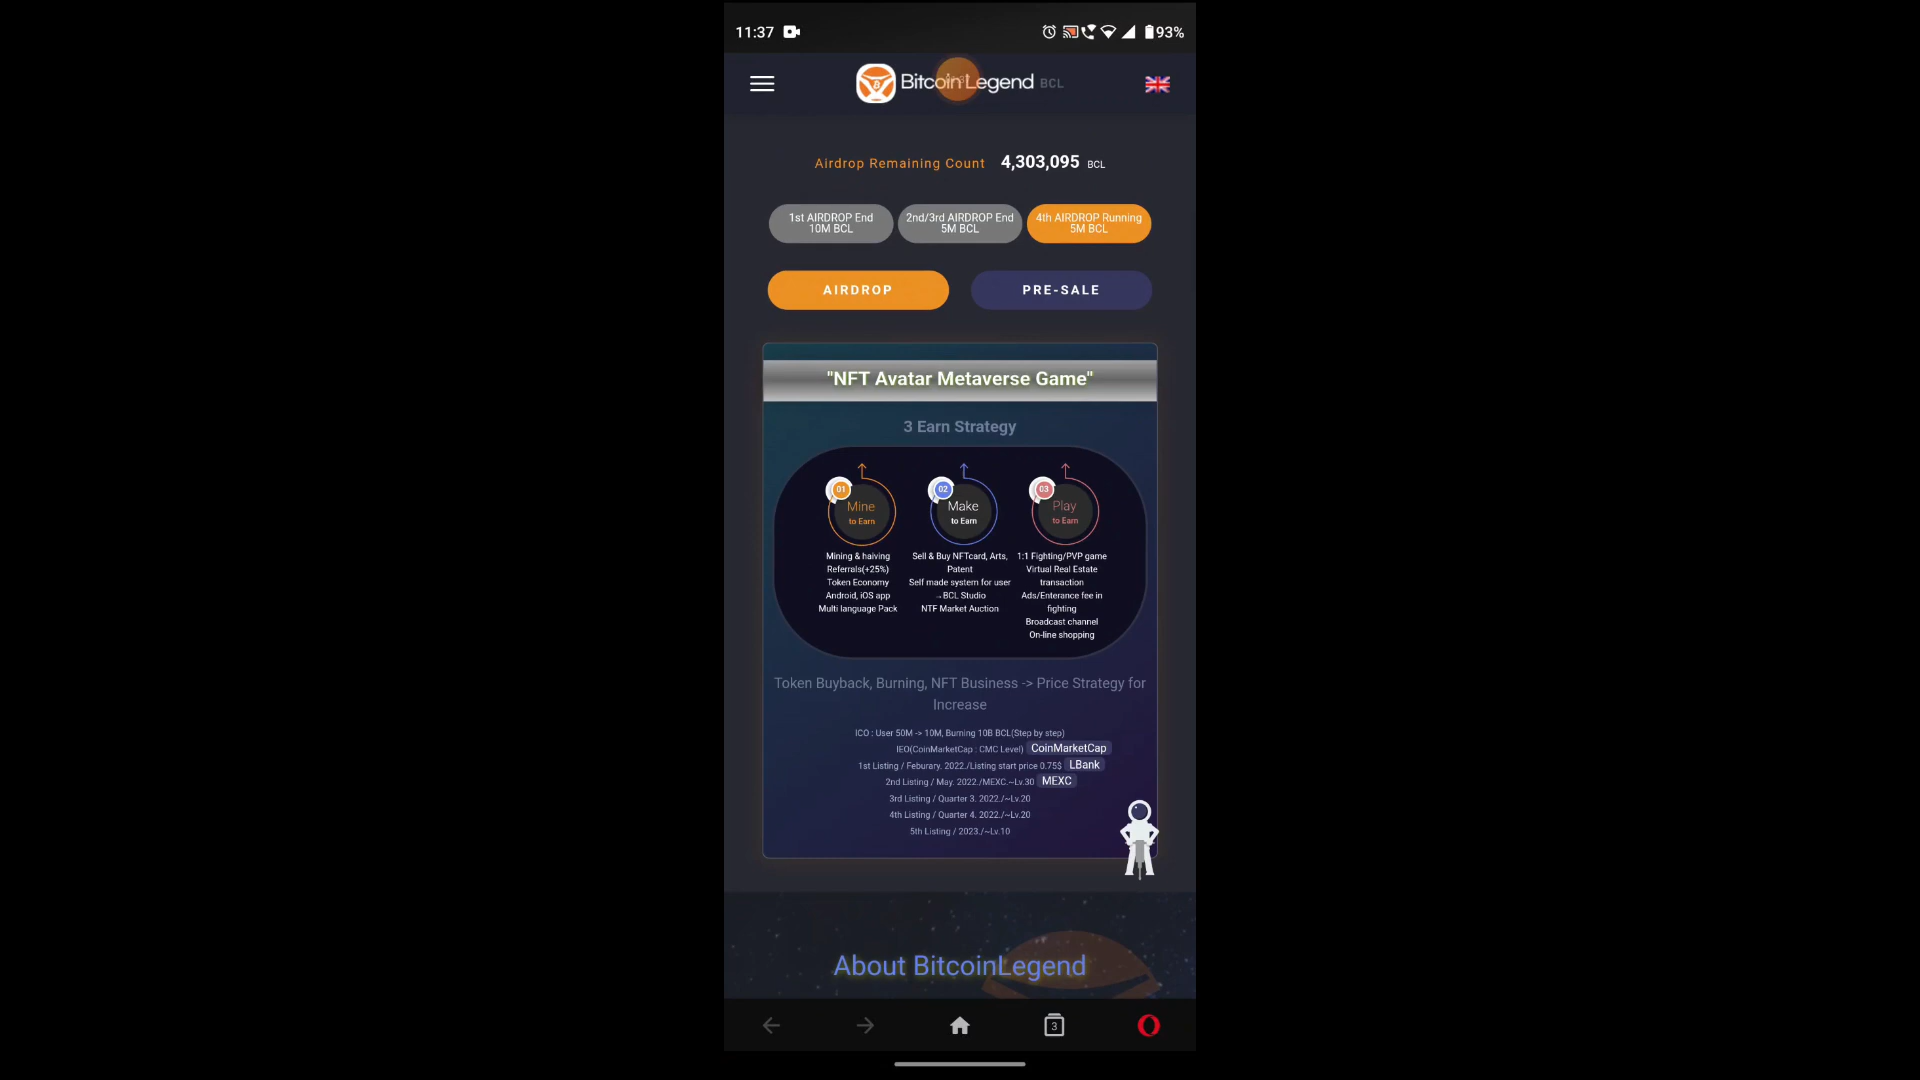 11:37 93%
BitcoinLegend BCL
Airdrop Remaining Count 4,303,095 BCL
1st AIRDROP End
10M BCL
2nd/3rd AIRDROP End
5M BCL
4th AIRDROP Running
5M BCL
AIRDROP
PRE-SALE
"NFT Avatar Metaverse Game"
3 Earn Strategy
01
Mine
to Earn
Mining & haiving
Referrals(+25%)
Token Economy
Android, iOS app
Multi language Pack
02
Make
to Earn
Sell & Buy NFTcard, Arts,
Patent
Self made system for user
→BCL Studio
NTF Market Auction
03
Play
to Earn
1:1 Fighting/PVP game
Virtual Real Estate
transaction
Ads/Enterance fee in
fighting
Broadcast channel
On-line shopping
Token Buyback, Burning, NFT Business -> Price Strategy for
Increase
ICO : User 50M -> 10M, Burning 10B BCL(Step by step)
IEO(CoinMarketCap : CMC Level) CoinMarketCap
1st Listing / Feburary. 2022./Listing start price 0.75$ LBank
2nd Listing / May. 2022./MEXC.~Lv.30 MEXC
3rd Listing / Quarter 3. 2022./~Lv.20
4th Listing / Quarter 4. 2022./~Lv.20
5th Listing / 2023./~Lv.10
About BitcoinLegend
3